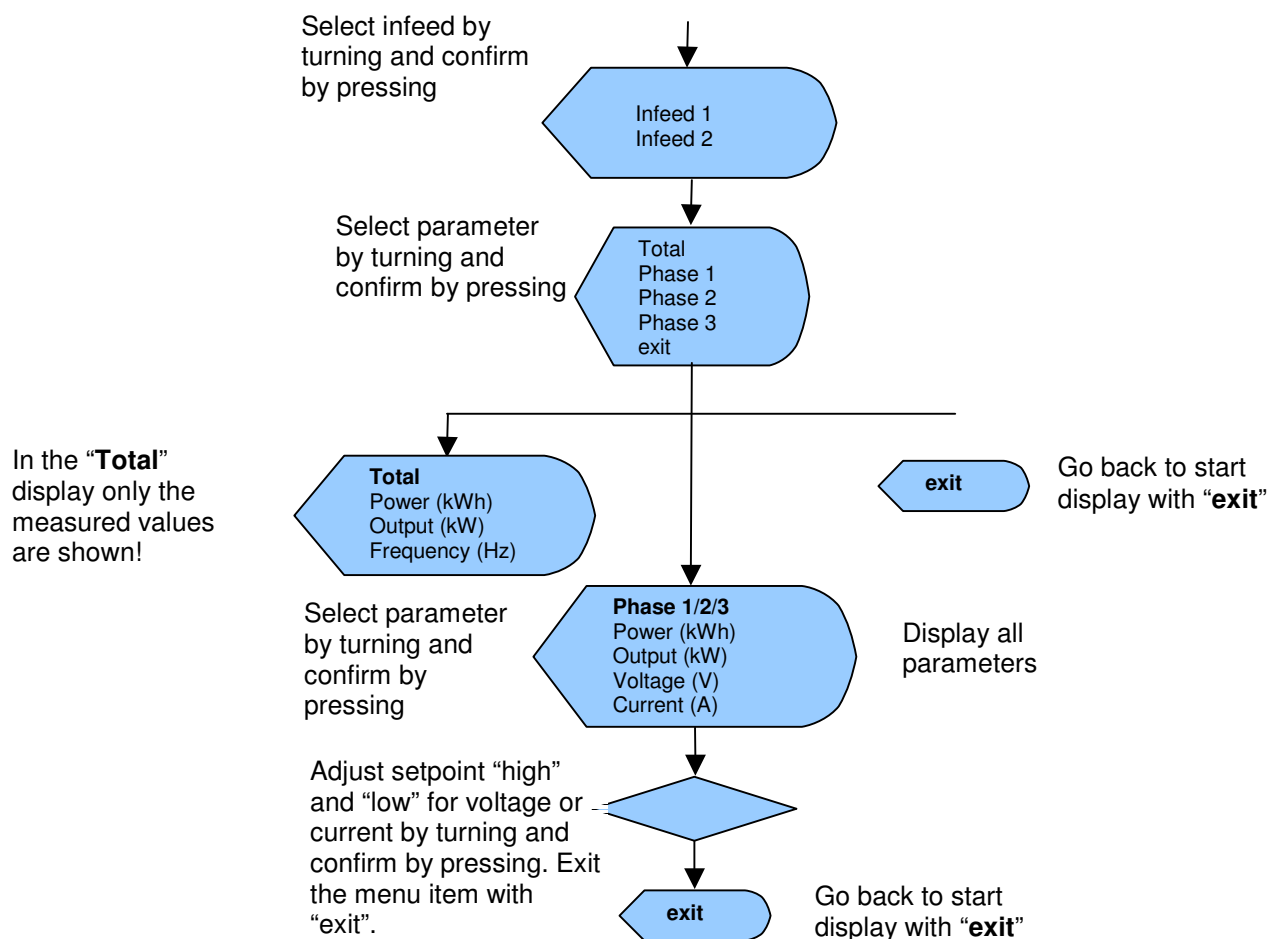 Select infeed by
turning and confirm
by pressing
Infeed 1
Infeed 2
Select parameter
by turning and
confirm by pressing
Total
Phase 1
Phase 2
Phase 3
exit
In the “Total”
display only the
measured values
are shown!
Total
Power (kWh)
Output (kW)
Frequency (Hz)
exit
Go back to start
display with “exit”
Select parameter
by turning and
confirm by
pressing
Phase 1/2/3
Power (kWh)
Output (kW)
Voltage (V)
Current (A)
Display all
parameters
Adjust setpoint “high”
and “low” for voltage or
current by turning and
confirm by pressing. Exit
the menu item with
“exit”.
exit
Go back to start
display with “exit”